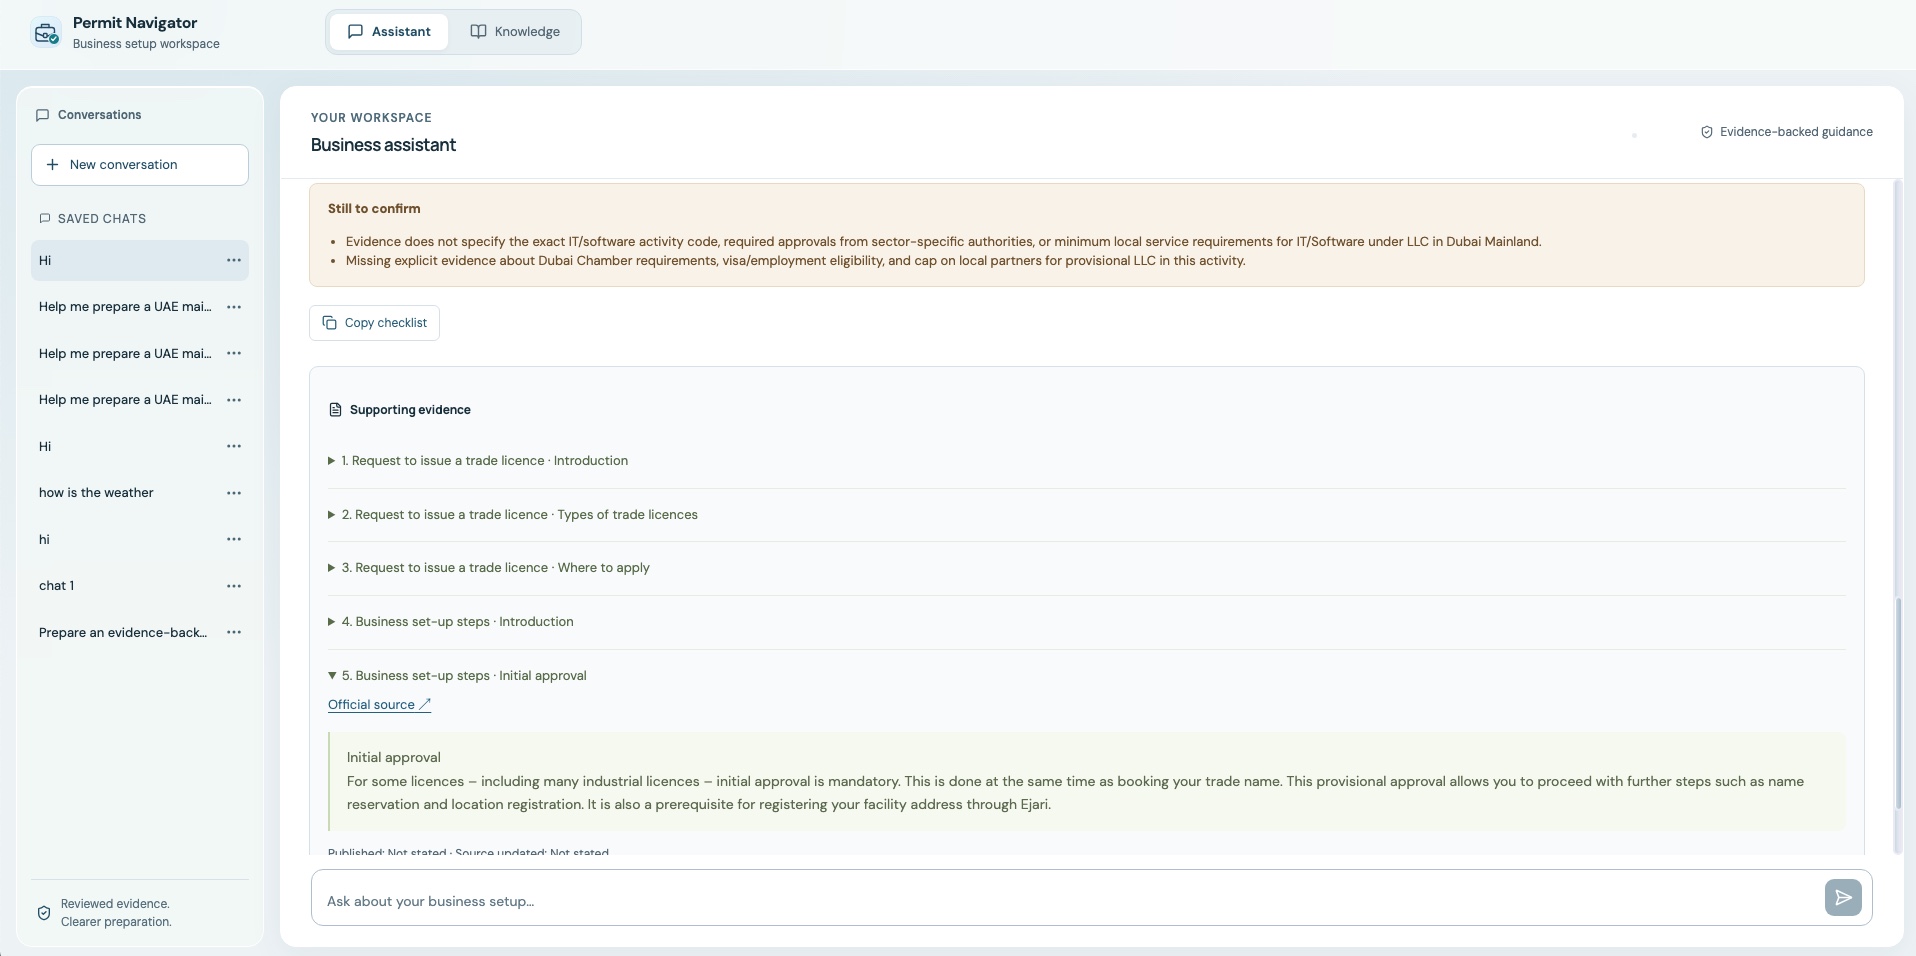 Permit Navigator
Business setup workspace
Assistant
Knowledge
Conversations
New conversation
SAVED CHATS
Hi
Help me prepare a UAE mai...
Help me prepare a UAE mai...
Help me prepare a UAE mai...
Hi
how is the weather
hi
chat 1
Prepare an evidence-back...
Reviewed evidence.
Clearer preparation.
YOUR WORKSPACE
Business assistant
Evidence-backed guidance
Still to confirm
• Evidence does not specify the exact IT/software activity code, required approvals from sector-specific authorities, or minimum local service requirements for IT/Software under LLC in Dubai Mainland.
• Missing explicit evidence about Dubai Chamber requirements, visa/employment eligibility, and cap on local partners for provisional LLC in this activity.
Copy checklist
Supporting evidence
1. Request to issue a trade licence · Introduction
2. Request to issue a trade licence · Types of trade licences
3. Request to issue a trade licence · Where to apply
4. Business set-up steps · Introduction
5. Business set-up steps · Initial approval
Official source ↗
Initial approval
For some licences – including many industrial licences – initial approval is mandatory. This is done at the same time as booking your trade name. This provisional approval allows you to proceed with further steps such as name
reservation and location registration. It is also a prerequisite for registering your facility address through Ejari.
Published: Not stated · Source updated: Not stated
Ask about your business setup...